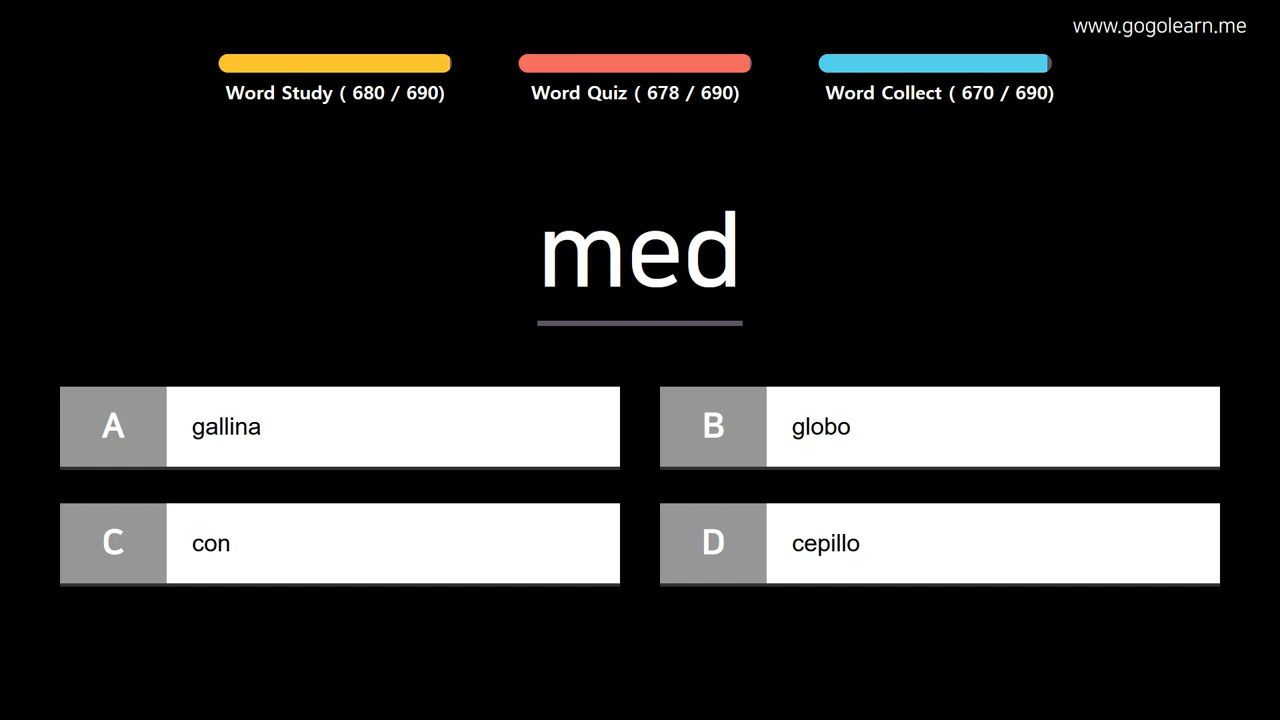 www.gogolearn.me
Word Study ( 680 / 690)
Word Quiz ( 678 / 690)
Word Collect ( 670 / 690)
med
A gallina
B globo
C con
D cepillo